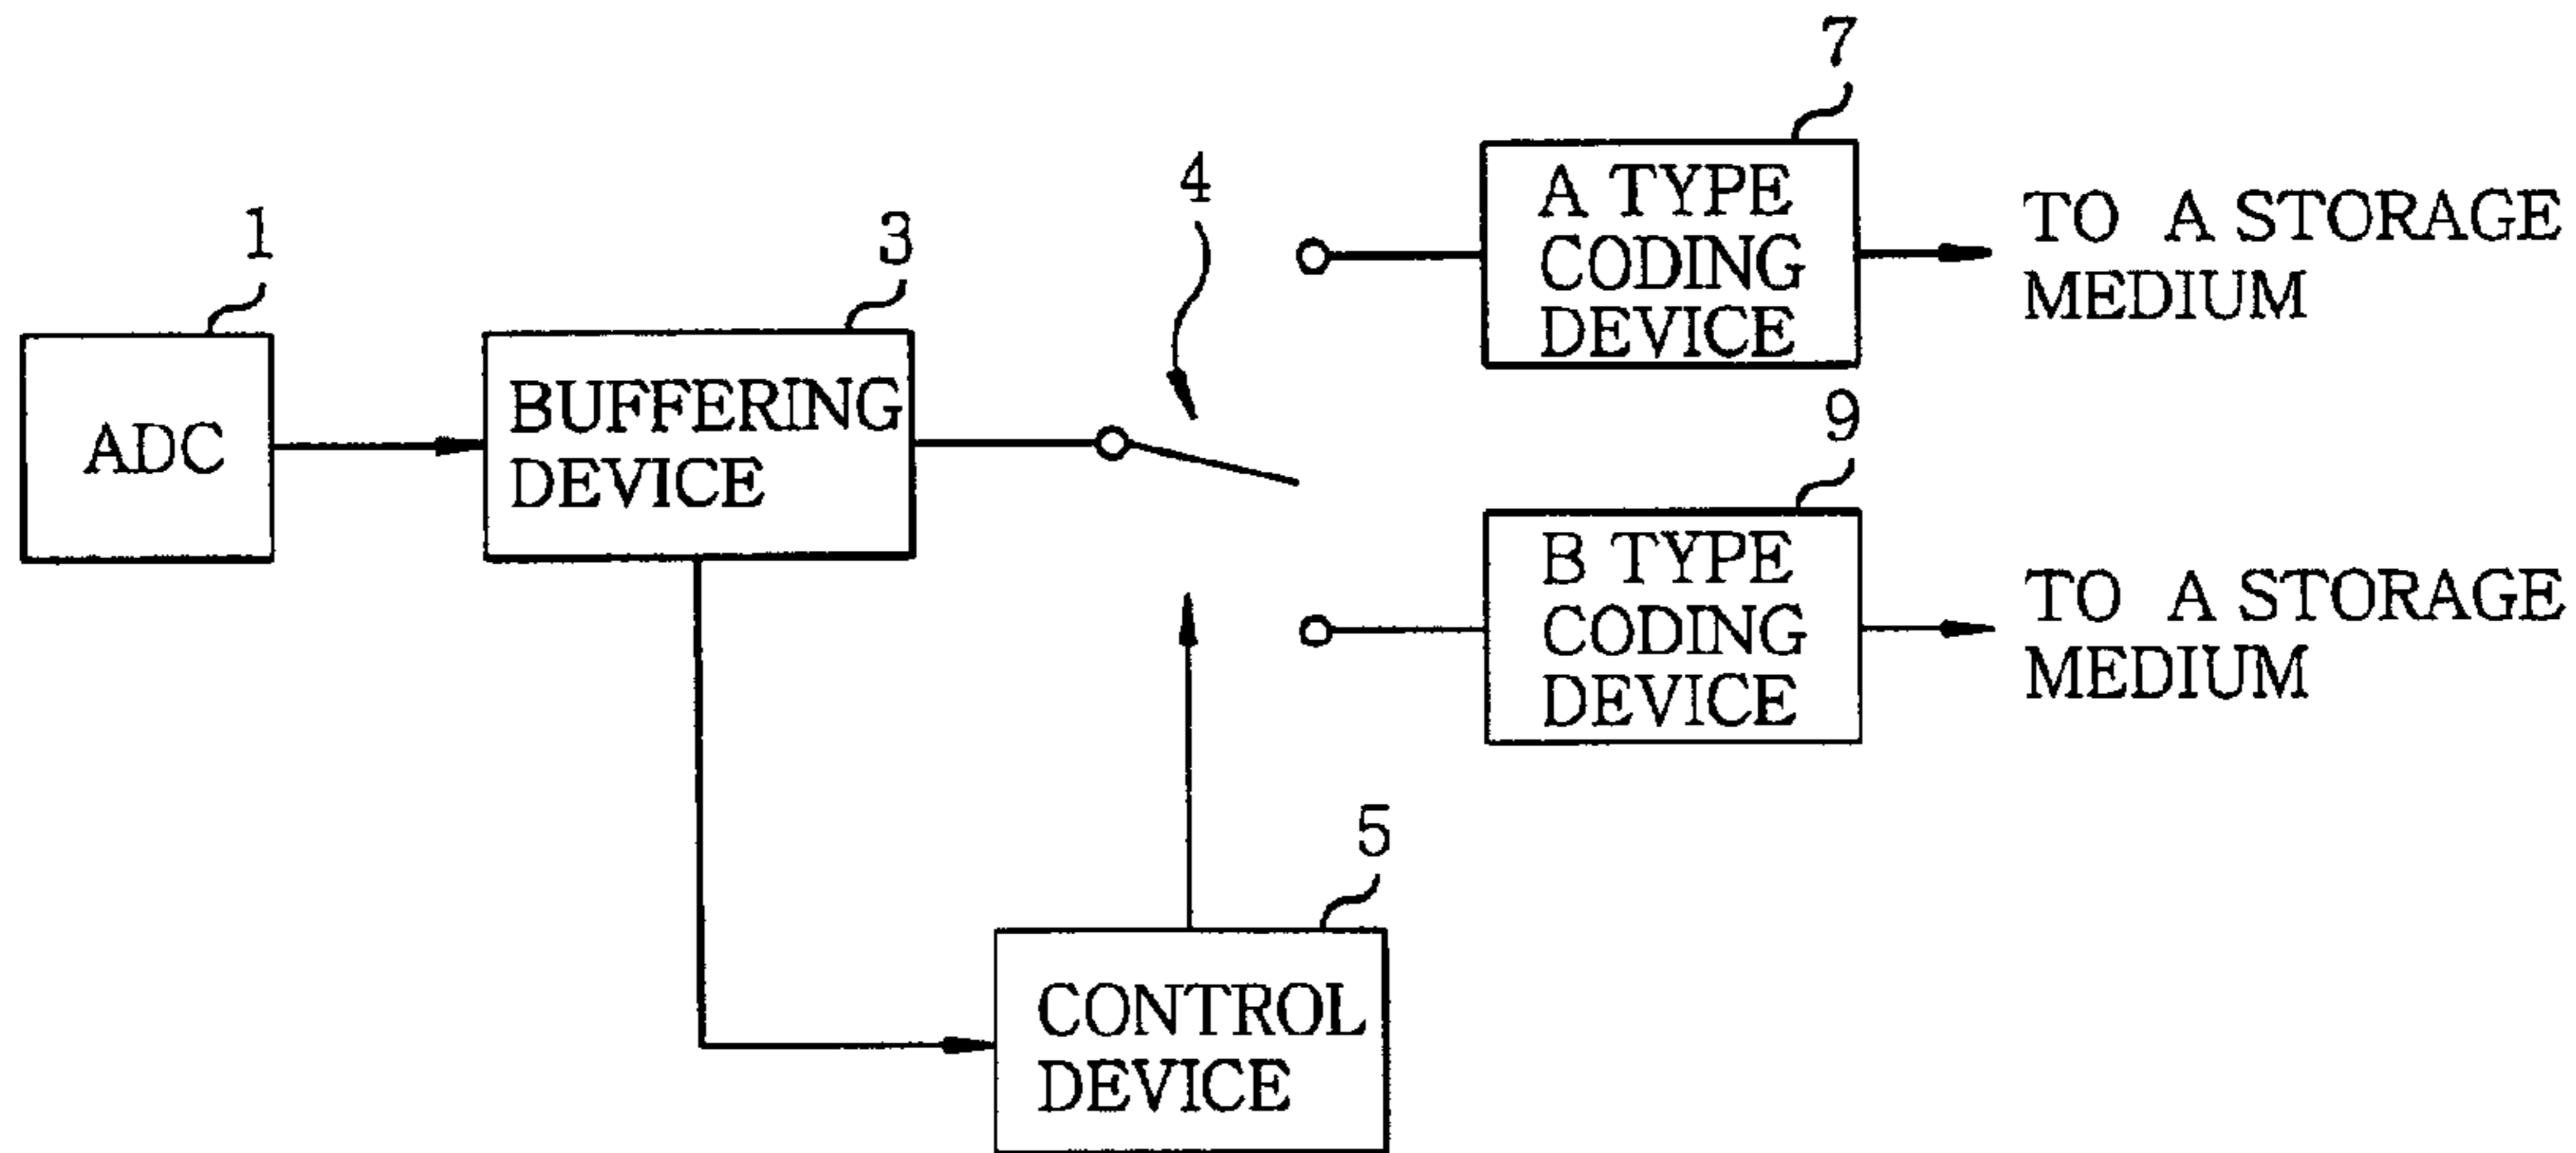 1
ADC
3
BUFFERING
DEVICE
4
7
A TYPE
CODING
DEVICE
TO A STORAGE
MEDIUM
9
B TYPE
CODING
DEVICE
TO A STORAGE
MEDIUM
5
CONTROL
DEVICE